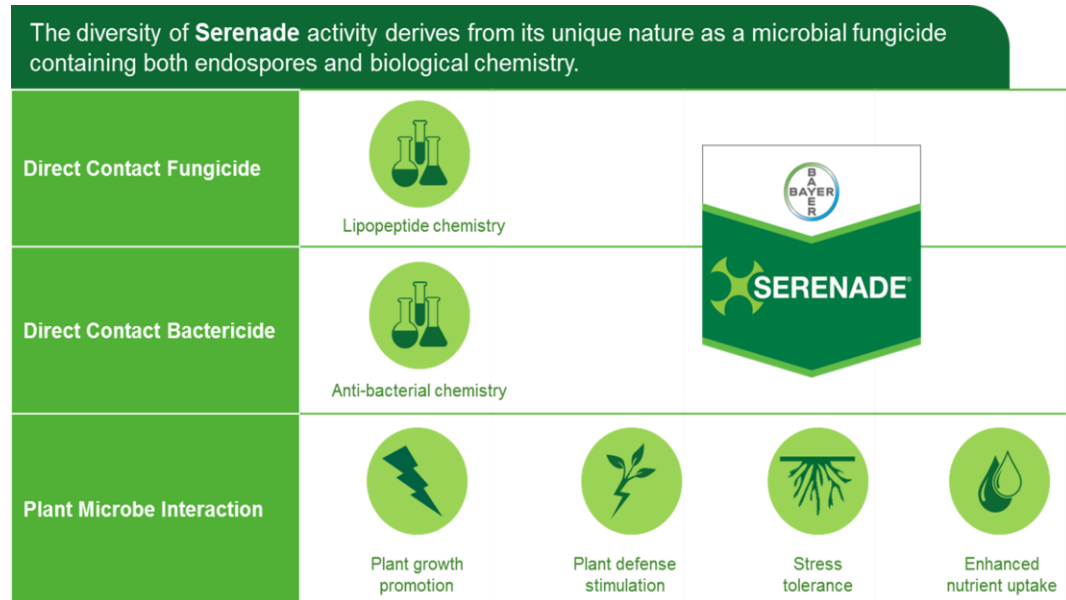 The diversity of Serenade activity derives from its unique nature as a microbial fungicide
containing both endospores and biological chemistry.
Direct Contact Fungicide
Lipopeptide chemistry
BAYER
BAYER
SERENADE®
Direct Contact Bactericide
Anti-bacterial chemistry
Plant Microbe Interaction
Plant growth
promotion
Plant defense
stimulation
Stress
tolerance
Enhanced
nutrient uptake